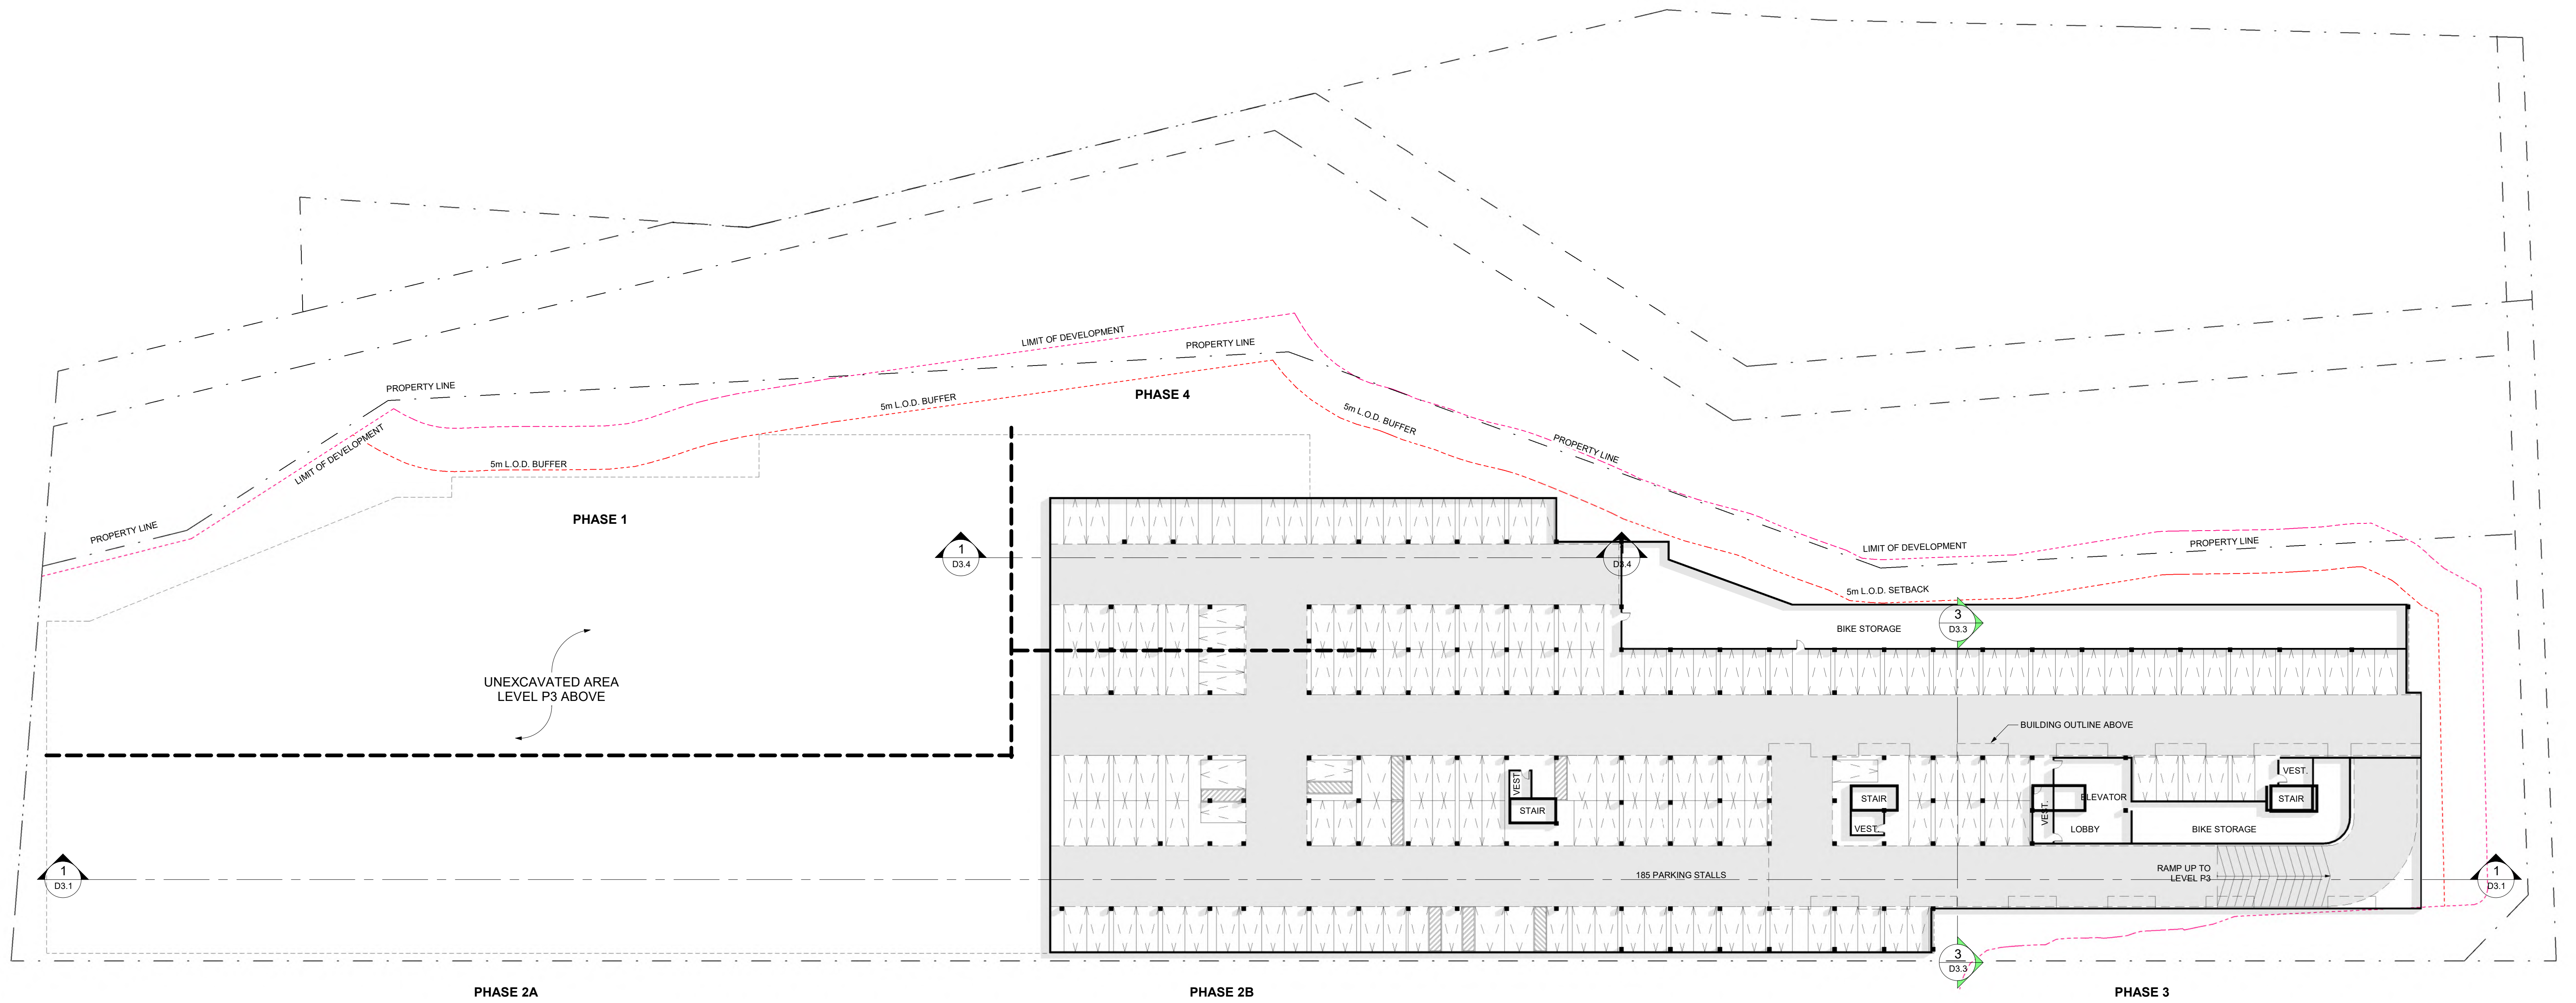 LIMIT OF DEVELOPMENT
PROPERTY LINE
PROPERTY LINE
PHASE 4
5m L.O.D. BUFFER
5m L.O.D. BUFFER
LIMIT OF DEVELOPMENT
PROPERTY LINE
5m L.O.D. BUFFER
PHASE 1
PROPERTY LINE
LIMIT OF DEVELOPMENT
PROPERTY LINE
1
D3.4
1
D3.4
5m L.O.D. SETBACK
3
D3.3
BIKE STORAGE
UNEXCAVATED AREA
LEVEL P3 ABOVE
BUILDING OUTLINE ABOVE
VEST.
STAIR
STAIR
VEST.
VEST.
ELEVATOR
LOBBY
VEST.
STAIR
BIKE STORAGE
1
D3.1
185 PARKING STALLS
RAMP UP TO
LEVEL P3
1
D3.1
3
D3.3
PHASE 2A
PHASE 2B
PHASE 3